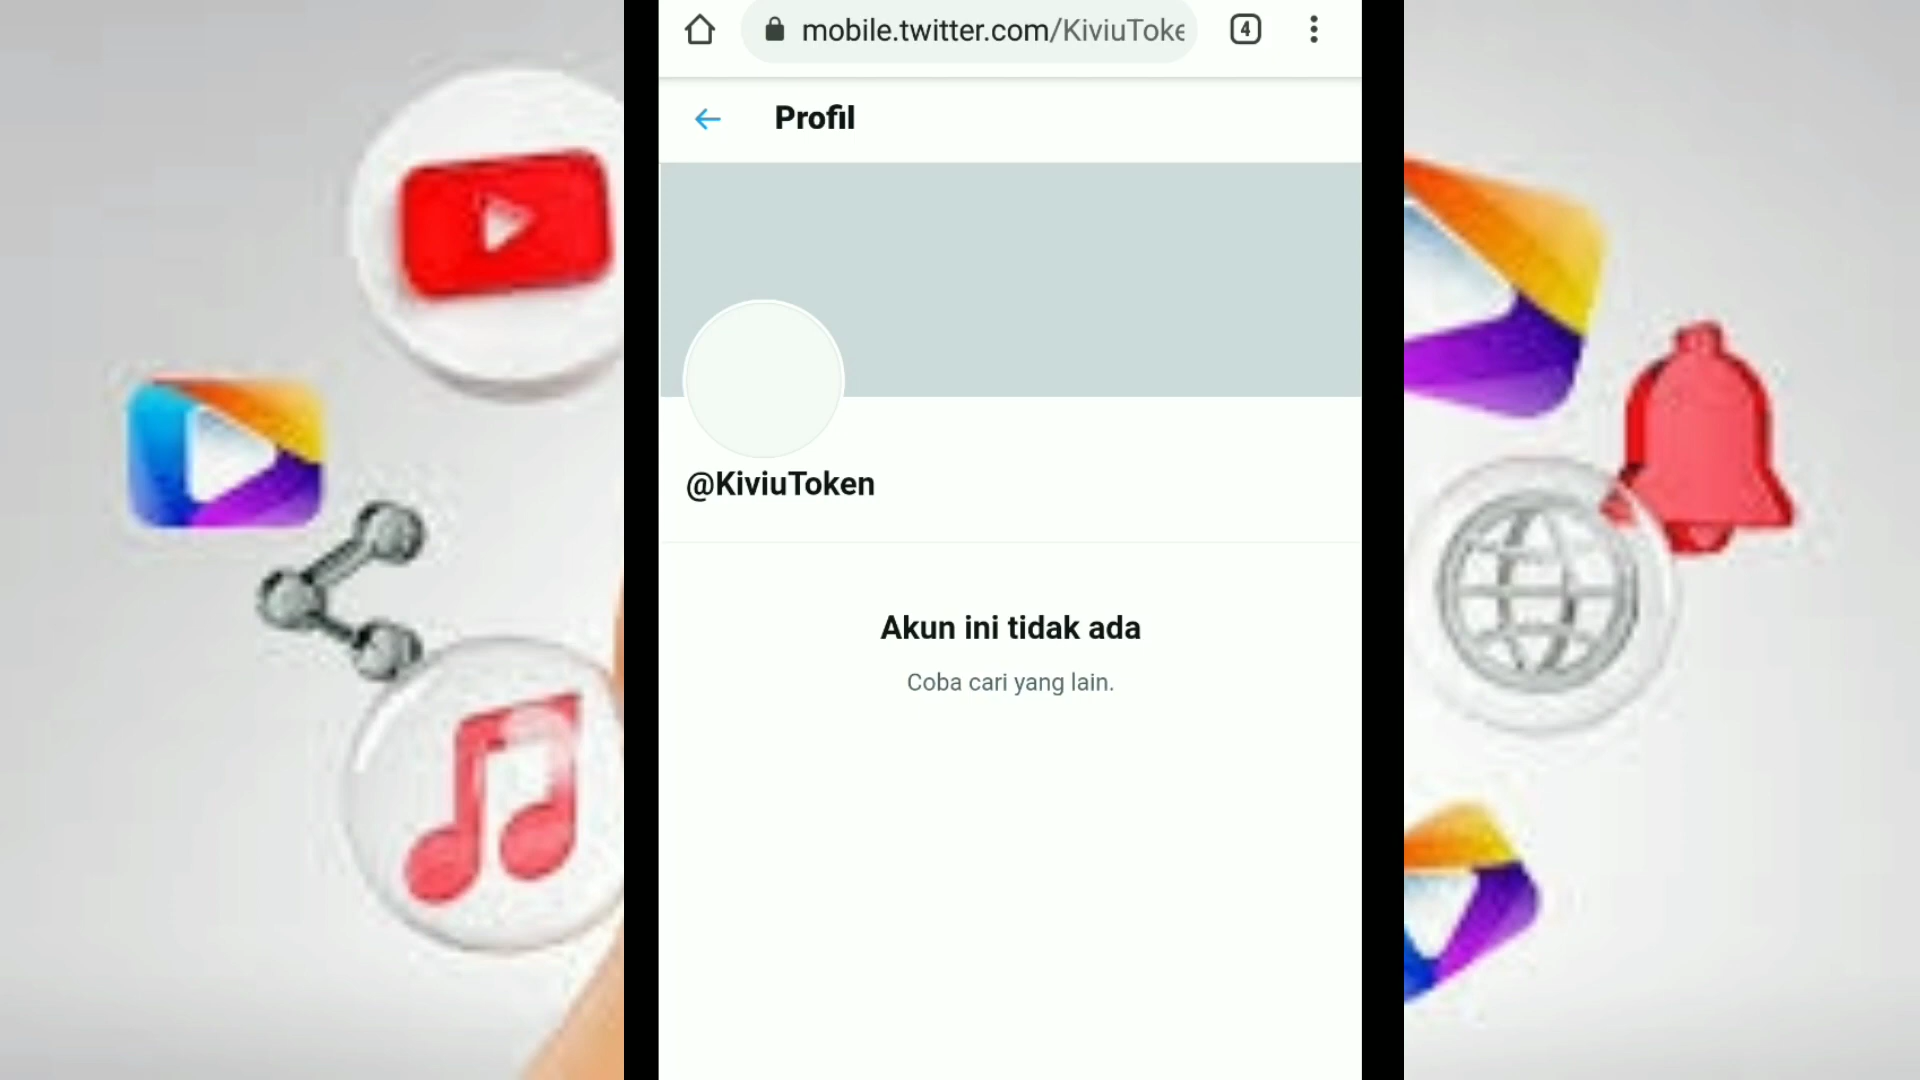 mobile.twitter.com/KiviuToke
4
Profil
@KiviuToken
Akun ini tidak ada
Coba cari yang lain.